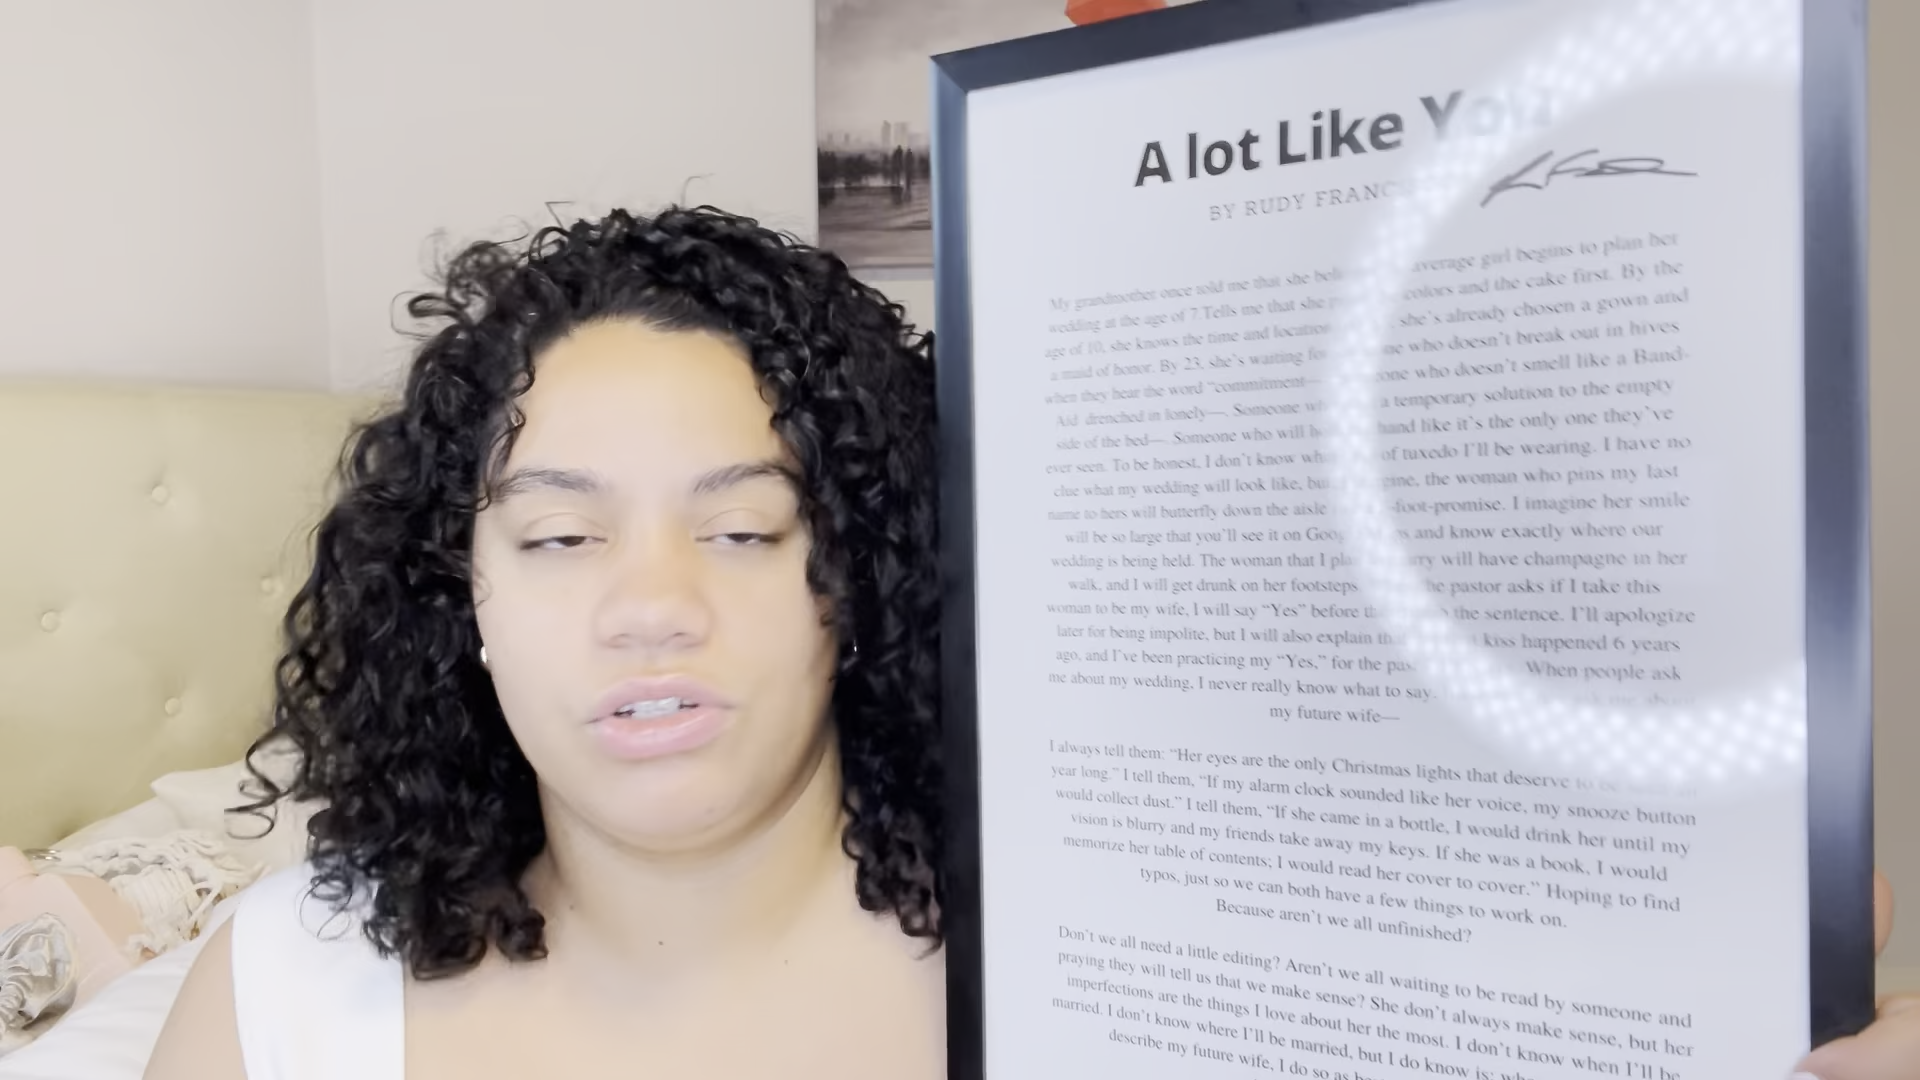 A lot Like You
BY RUDY FRANC
My grandmother once told me that she average girl begins to plan her
wedding at the age of 7. Tells me that she colors and the cake first. By the
age of 10, she knows the time and location she's already chosen a gown and
a maid of honor. By 23, she's waiting for who doesn't break out in hives
when they hear the word "commitment— who doesn't smell like a Band-
Aid drenched in lonely—. Someone a temporary solution to the empty
side of the bed—. Someone who will hand like it's the only one they've
ever seen. To be honest, I don't know of tuxedo I'll be wearing. I have no
clue what my wedding will look like, the woman who pins my last
name to hers will butterfly down the aisle -foot-promise. I imagine her smile
will be so large that you'll see it on and know exactly where our
wedding is being held. The woman that I will have champagne in her
walk, and I will get drunk on her footsteps. pastor asks if I take this
woman to be my wife, I will say "Yes" before the sentence. I'll apologize
later for being impolite, but I will also explain kiss happened 6 years
ago, and I've been practicing my "Yes," for the When people ask
me about my wedding, I never really know what to say. ask me about
my future wife—
I always tell them: "Her eyes are the only Christmas lights that deserve to be
year long." I tell them, "If my alarm clock sounded like her voice, my snooze button
would collect dust." I tell them, "If she came in a bottle, I would drink her until my
vision is blurry and my friends take away my keys. If she was a book, I would
memorize her table of contents; I would read her cover to cover." Hoping to find
typos, just so we can both have a few things to work on.
Because aren't we all unfinished?
Don't we all need a little editing? Aren't we all waiting to be read by someone and
praying they will tell us that we make sense? She don't always make sense, but her
imperfections are the things I love about her the most. I don't know when I'll be
married. I don't know where I'll be married, but I do know is:
describe my future wife, I do so as